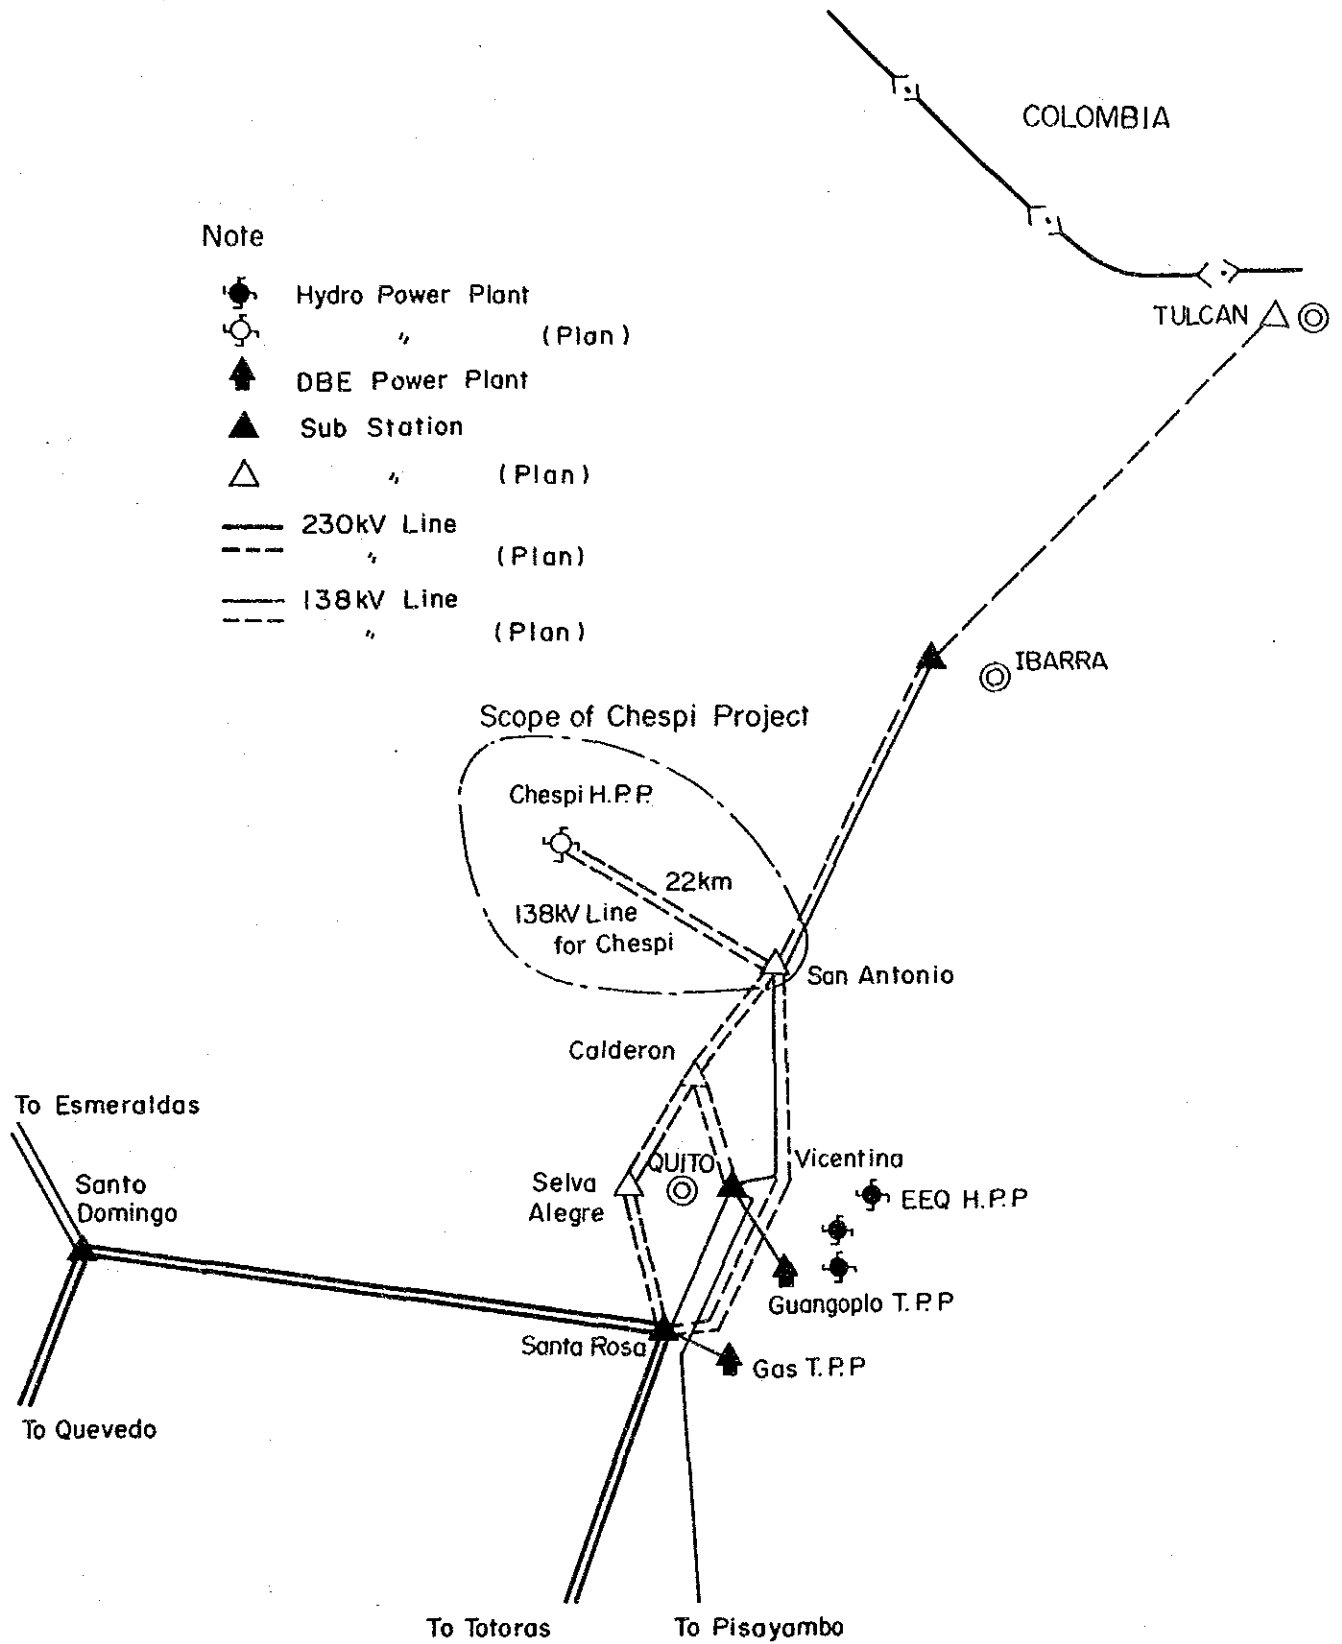 COLOMBIA
Note
Hydro Power Plant
〃 (Plan)
TULCAN
DBE Power Plant
Sub Station
〃 (Plan)
230kV Line
〃 (Plan)
138kV Line
〃 (Plan)
IBARRA
Scope of Chespi Project
Chespi H.P.P.
22km
138kV Line
for Chespi
San Antonio
Calderon
To Esmeraldas
Santo
Domingo
QUITO
Vicentina
Selva
Alegre
EEQ H.P.P
Guangoplo T.P.P
Santa Rosa
Gas T.P.P
To Quevedo
To Totoras
To Pisayambo